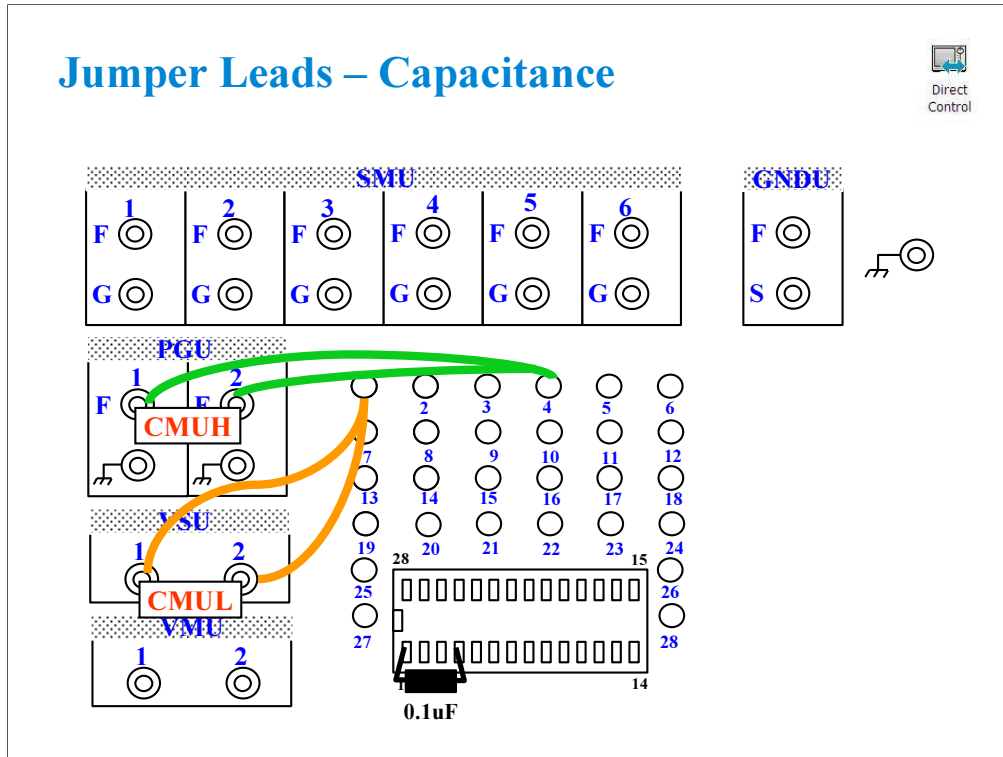 Jumper Leads – Capacitance
Direct
Control
SMU
GNDU
1 2 3 4 5 6
F F F F F F F
G G G G G G S
PGU
1 2
F F
CMUH
2 3 4 5 6
7 8 9 10 11 12
13 14 15 16 17 18
VSU
19 20 21 22 23 24
1 2
28 15
25 26
CMUL
VMU
27 28
1 2
1 14
0.1uF